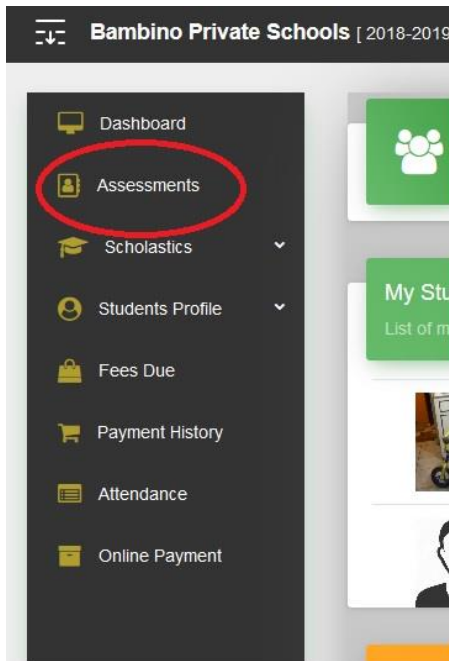 Bambino Private Schools [ 2018-2019
Dashboard
Assessments
Scholastics
Students Profile
Fees Due
Payment History
Attendance
Online Payment
My Stu
List of m